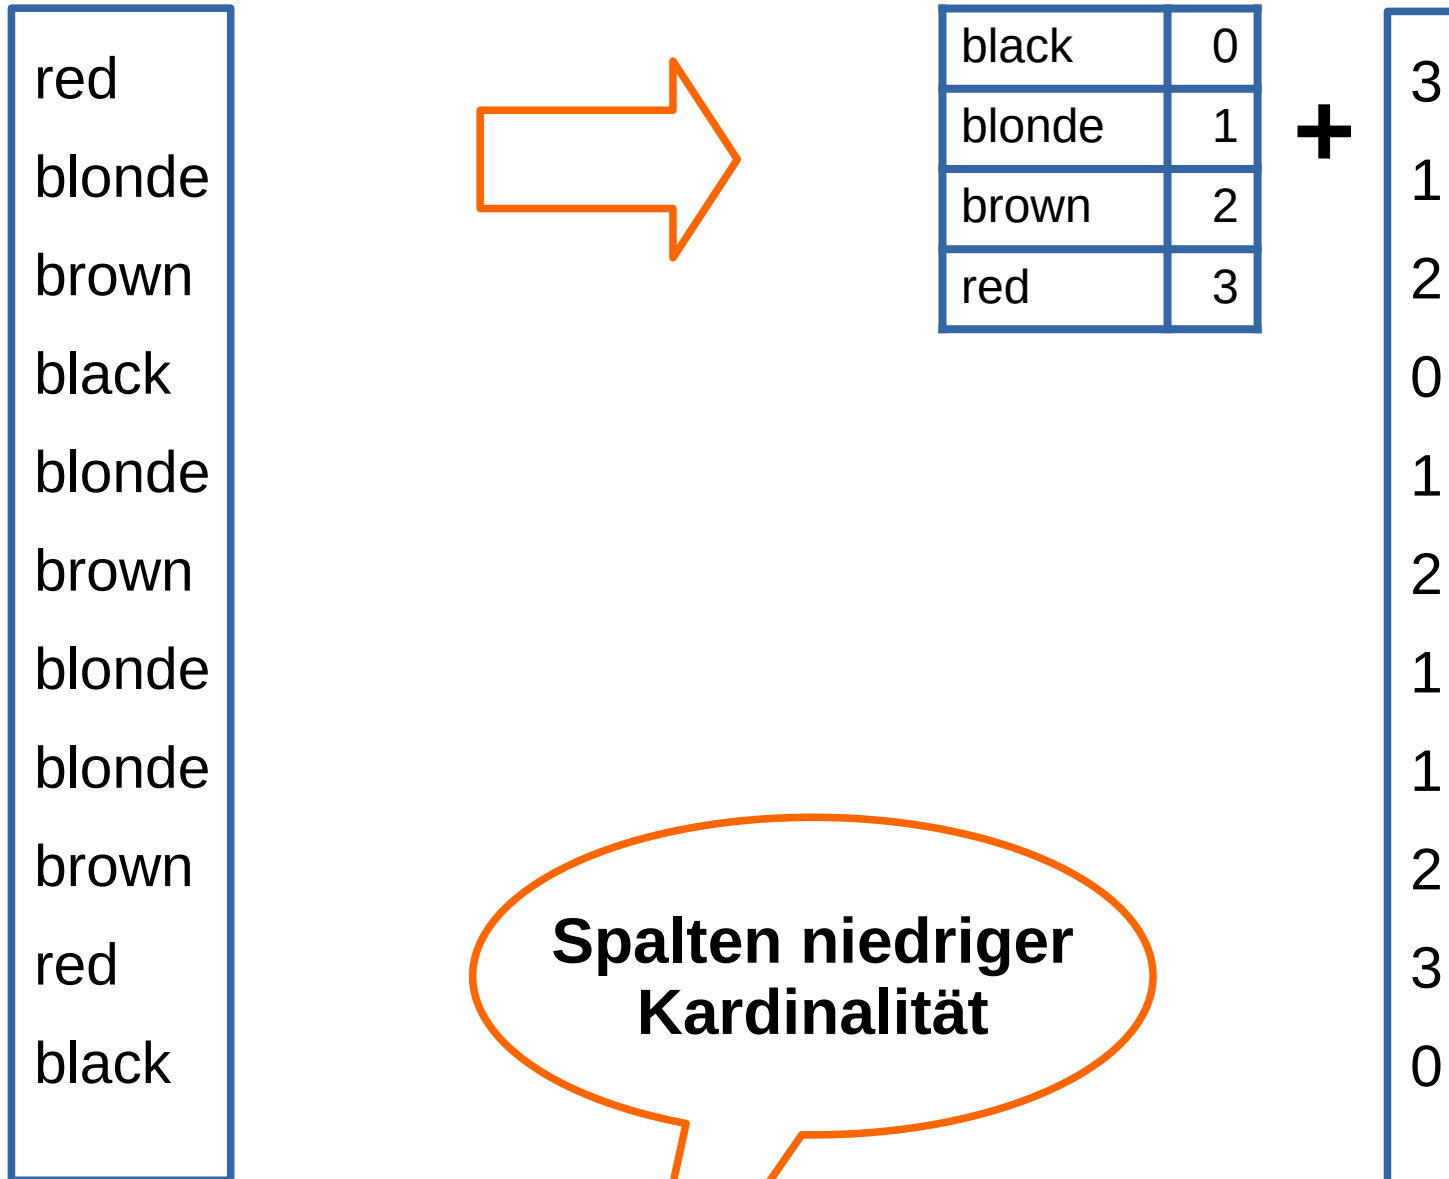 red
blonde
brown
black
blonde
brown
blonde
blonde
brown
red
black
black 0
blonde 1
brown 2
red 3
+
3
1
2
0
1
2
1
1
2
3
0
Spalten niedriger
Kardinalität